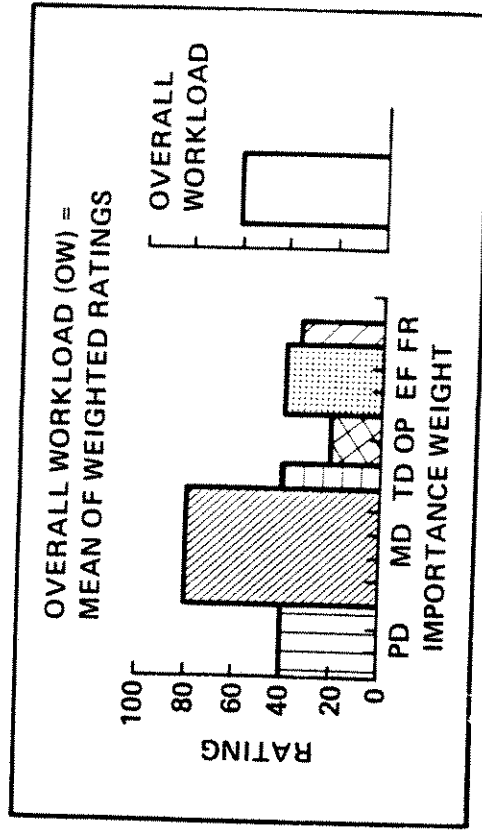 OVERALL WORKLOAD (OW) =
MEAN OF WEIGHTED RATINGS
OVERALL
WORKLOAD
100
80
60
40
20
0
RATING
PD MD TD OP EF FR
IMPORTANCE WEIGHT